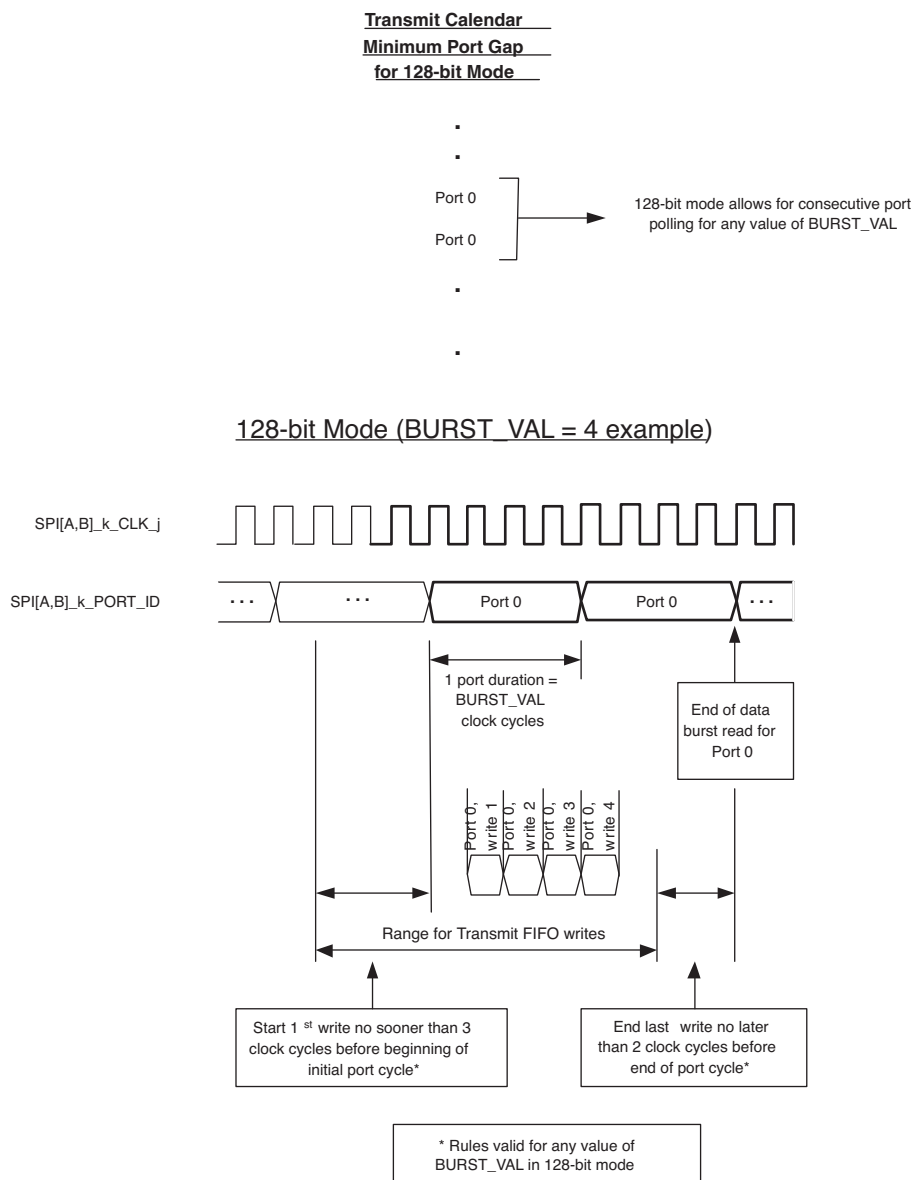 Transmit Calendar
Minimum Port Gap
for 128-bit Mode
.
.
Port 0
Port 0
128-bit mode allows for consecutive port
polling for any value of BURST_VAL
.
.
128-bit Mode (BURST_VAL = 4 example)
SPI[A,B]_k_CLK_j
SPI[A,B]_k_PORT_ID
...
...
Port 0
Port 0
...
1 port duration =
BURST_VAL
clock cycles
End of data
burst read for
Port 0
Port 0,
write 1
Port 0,
write 2
Port 0,
write 3
Port 0,
write 4
Range for Transmit FIFO writes
Start 1 st write no sooner than 3
clock cycles before beginning of
initial port cycle*
End last write no later
than 2 clock cycles before
end of port cycle*
* Rules valid for any value of
BURST_VAL in 128-bit mode